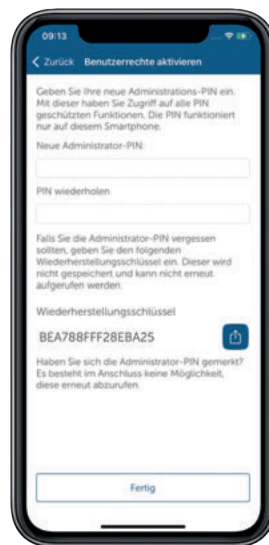 09:13
Zurück Benutzerrechte aktivieren
Geben Sie Ihre neue Administrations-PIN ein.
Mit dieser haben Sie Zugriff auf alle PIN
geschützten Funktionen. Die PIN funktioniert
nur auf diesem Smartphone.
Neue Administrator-PIN:
PIN wiederholen
Falls Sie die Administrator-PIN vergessen
sollten, geben Sie den folgenden
Wiederherstellungsschlüssel ein. Dieser wird
nicht gespeichert und kann nicht erneut
aufgerufen werden.
Wiederherstellungsschlüssel
BEA788FFF28EBA25
Haben Sie sich die Administrator-PIN gemerkt?
Es besteht im Anschluss keine Möglichkeit,
diese erneut abzurufen.
Fertig